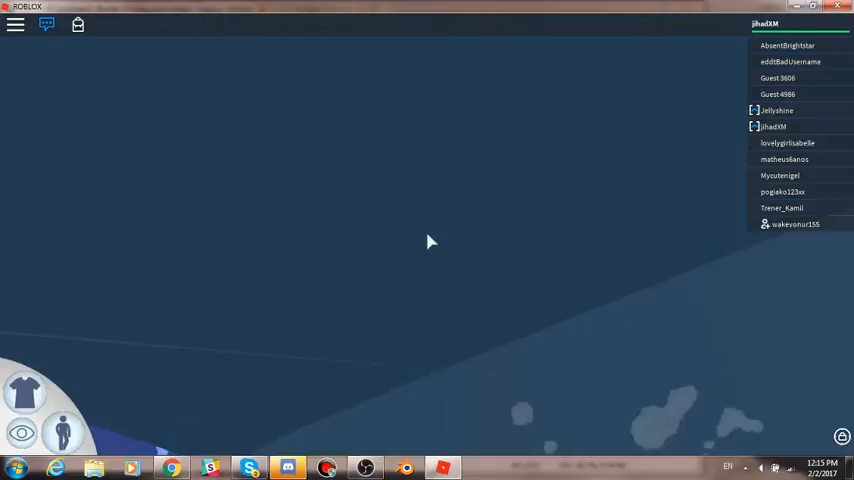 ROBLOX
jihadXM
AbsentBrightstar
eddtBadUsername
Guest 3606
Guest 4986
Jellyshine
jihadXM
lovelygirlisabelle
matheus6anos
Mycutenigel
pogiako123xx
Trener_Kamil
wakeyonur155
EN
12:15 PM
2/2/2017